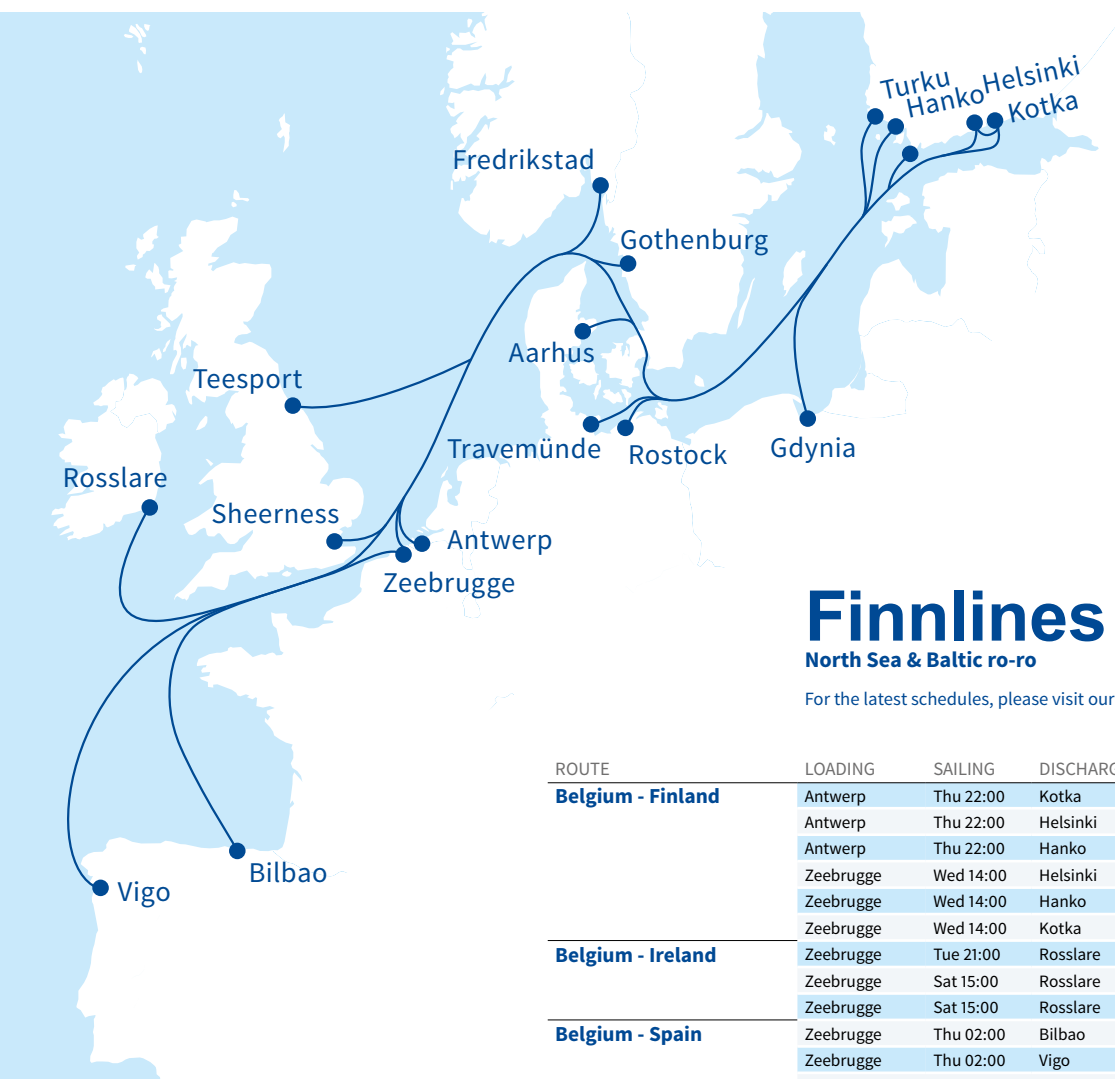 Turku
Hanko
Helsinki
Kotka
Fredrikstad
Gothenburg
Aarhus
Teesport
Travemünde
Rostock
Gdynia
Rosslare
Sheerness
Antwerp
Zeebrugge
Bilbao
Vigo
Finnlines
North Sea & Baltic ro-ro
For the latest schedules, please visit our
ROUTE LOADING SAILING DISCHARG
Belgium - Finland Antwerp Thu 22:00 Kotka
Antwerp Thu 22:00 Helsinki
Antwerp Thu 22:00 Hanko
Zeebrugge Wed 14:00 Helsinki
Zeebrugge Wed 14:00 Hanko
Zeebrugge Wed 14:00 Kotka
Belgium - Ireland Zeebrugge Tue 21:00 Rosslare
Zeebrugge Sat 15:00 Rosslare
Zeebrugge Sat 15:00 Rosslare
Belgium - Spain Zeebrugge Thu 02:00 Bilbao
Zeebrugge Thu 02:00 Vigo